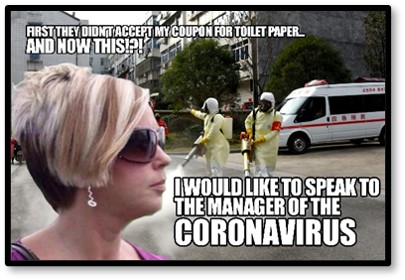 FIRST THEY DIDN'T ACCEPT MY COUPON FOR TOILET PAPER...
AND NOW THIS!?!
I WOULD LIKE TO SPEAK TO
THE MANAGER OF THE
CORONAVIRUS